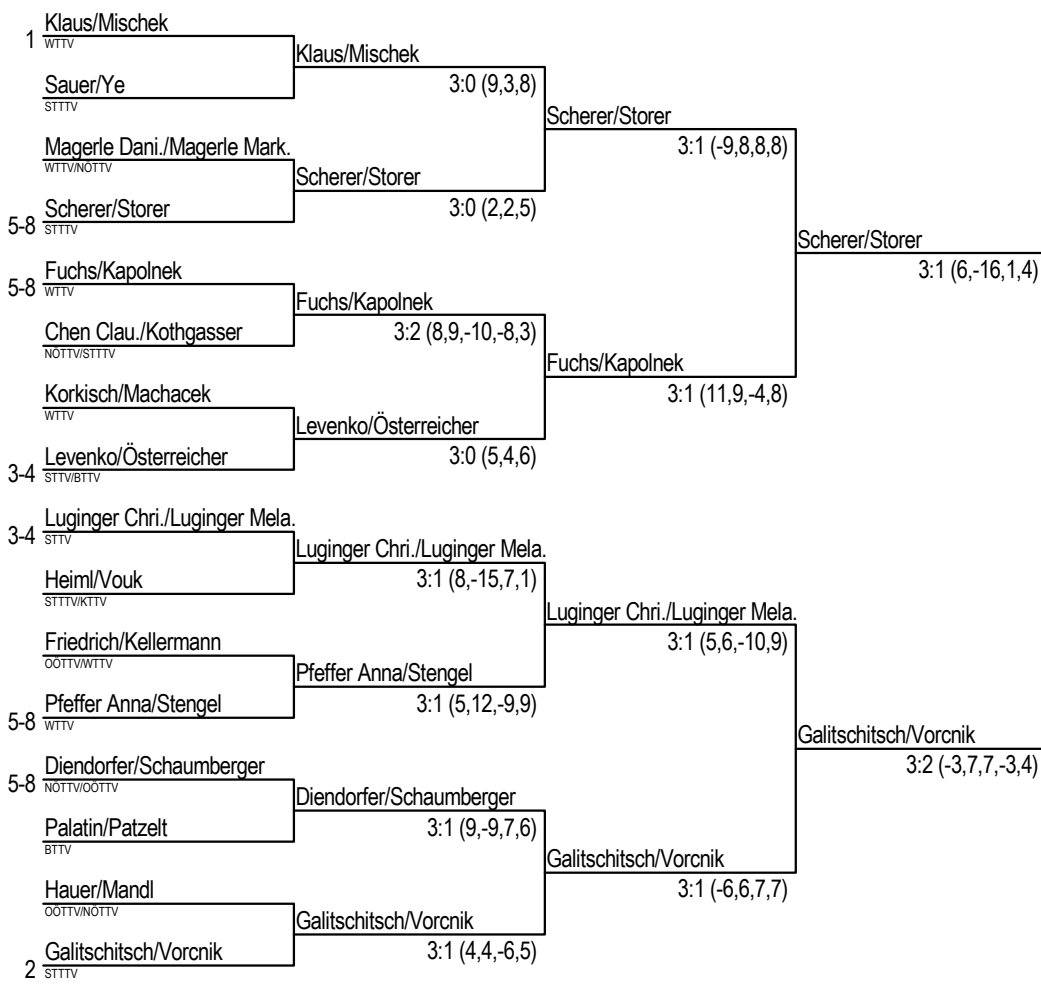 Klaus/Mischek
1 WTTV
Klaus/Mischek
Sauer/Ye
3:0 (9,3,8)
STTTV
Scherer/Storer
Magerle Dani./Magerle Mark.
3:1 (-9,8,8,8)
WTTV/NÖTTV
Scherer/Storer
Scherer/Storer
3:0 (2,2,5)
5-8 STTTV
Scherer/Storer
Fuchs/Kapolnek
3:1 (6,-16,1,4)
5-8 WTTV
Fuchs/Kapolnek
Chen Clau./Kothgasser
3:2 (8,9,-10,-8,3)
NÖTTV/STTTV
Fuchs/Kapolnek
Korkisch/Machacek
3:1 (11,9,-4,8)
WTTV
Levenko/Österreicher
Levenko/Österreicher
3:0 (5,4,6)
3-4 STTV/BTTV
Luginger Chri./Luginger Mela.
3-4 STTV
Luginger Chri./Luginger Mela.
Heiml/Vouk
3:1 (8,-15,7,1)
STTTV/KTTV
Luginger Chri./Luginger Mela.
Friedrich/Kellermann
3:1 (5,6,-10,9)
OÖTTV/WTTV
Pfeffer Anna/Stengel
Pfeffer Anna/Stengel
3:1 (5,12,-9,9)
5-8 WTTV
Galitschitsch/Vorcnik
Diendorfer/Schaumberger
3:2 (-3,7,7,-3,4)
5-8 NÖTTV/OÖTTV
Diendorfer/Schaumberger
Palatin/Patzelt
3:1 (9,-9,7,6)
BTTV
Galitschitsch/Vorcnik
Hauer/Mandl
3:1 (-6,6,7,7)
OÖTTV/NÖTTV
Galitschitsch/Vorcnik
Galitschitsch/Vorcnik
3:1 (4,4,-6,5)
2 STTTV